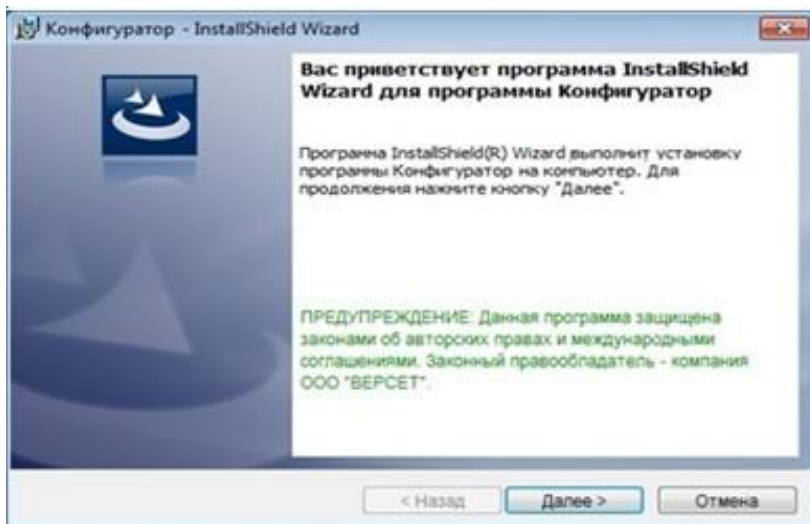 Конфигуратор - InstallShield Wizard
Вас приветствует программа InstallShield
Wizard для программы Конфигуратор
Программа InstallShield(R) Wizard выполнит установку
программы Конфигуратор на компьютер. Для
продолжения нажмите кнопку "Далее".
ПРЕДУПРЕЖДЕНИЕ: Данная программа защищена
законами об авторских правах и международными
соглашениями. Законный правообладатель - компания
ООО "ВЕРСЕТ".
< Назад
Далее >
Отмена